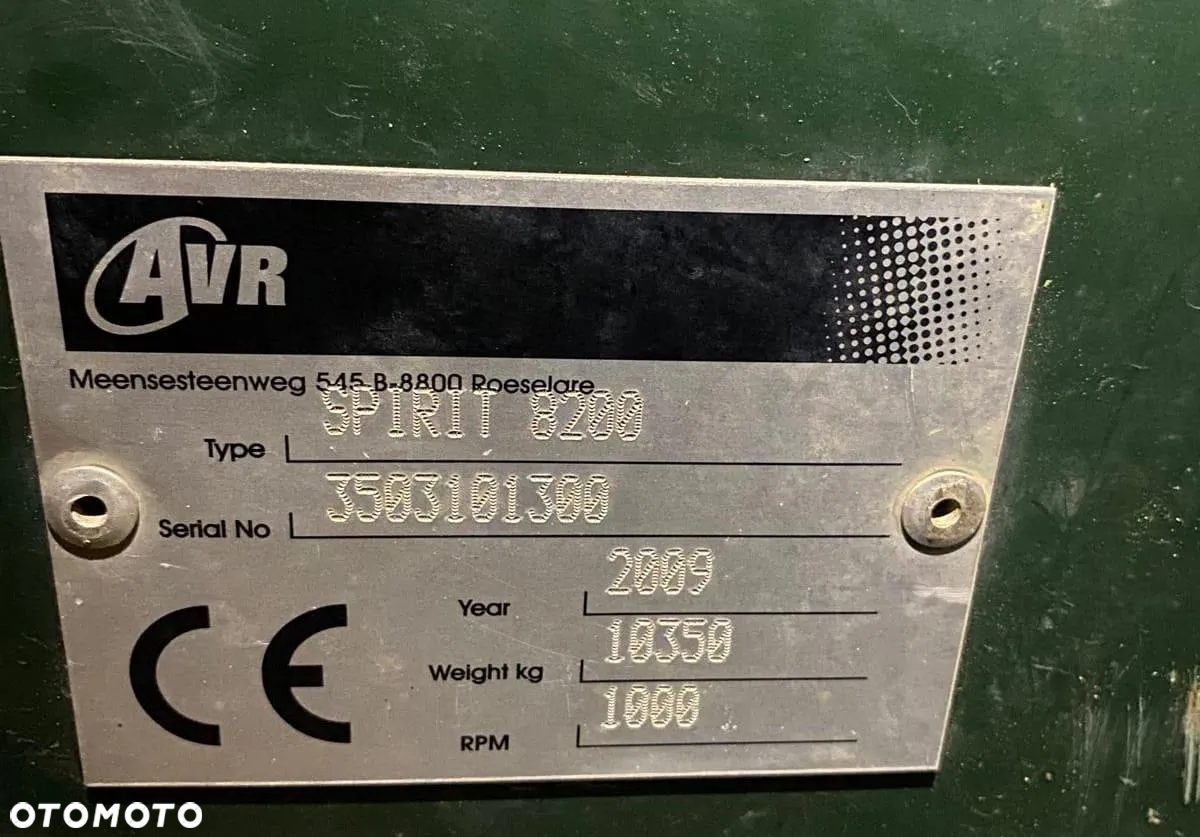 AVR
Meensesteenweg 545 B-8800 Roeselare
Type SPIRIT 8200
Serial No 3503101300
Year 2009
Weight kg 10350
RPM 1000
CE
OTOMOTO